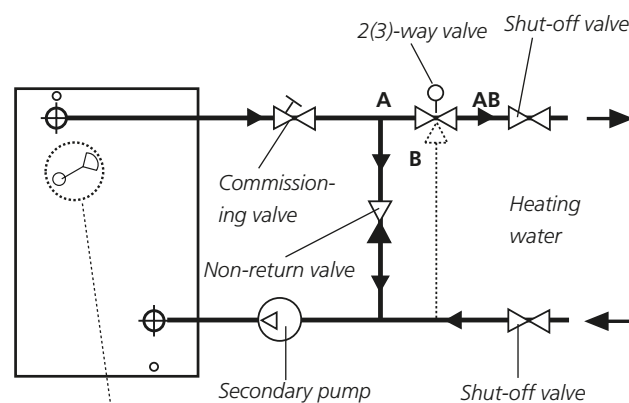 2(3)-way valve
Shut-off valve
A
AB
B
Commission-
ing valve
Heating
water
Non-return valve
Secondary pump
Shut-off valve